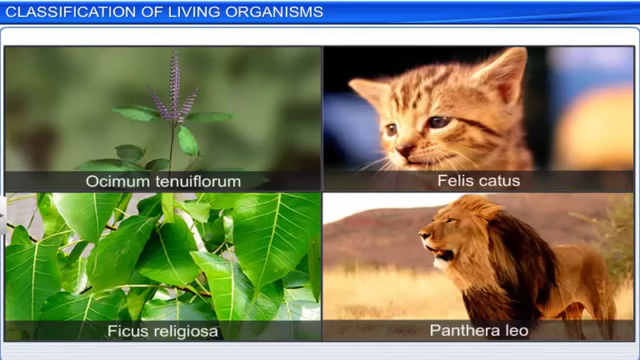 CLASSIFICATION OF LIVING ORGANISMS
Ocimum tenuiflorum
Felis catus
Ficus religiosa
Panthera leo